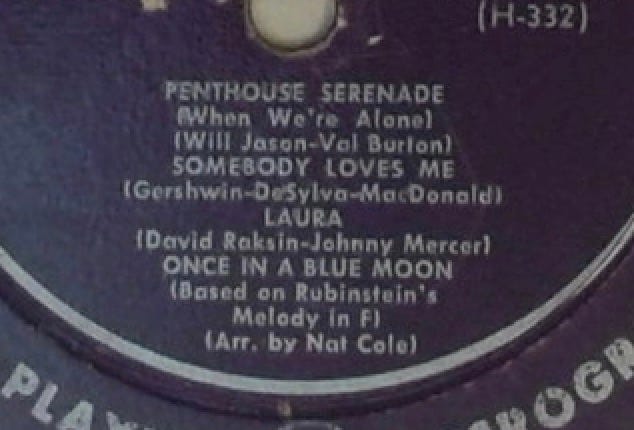 (H-332)
PENTHOUSE SERENADE
(When We're Alone)
(Will Jason-Val Burton)
SOMEBODY LOVES ME
(Gershwin-DeSylva-MacDonald)
LAURA
(David Raksin-Johnny Mercer)
ONCE IN A BLUE MOON
(Based on Rubinstein's
Melody in F)
(Arr. by Nat Cole)